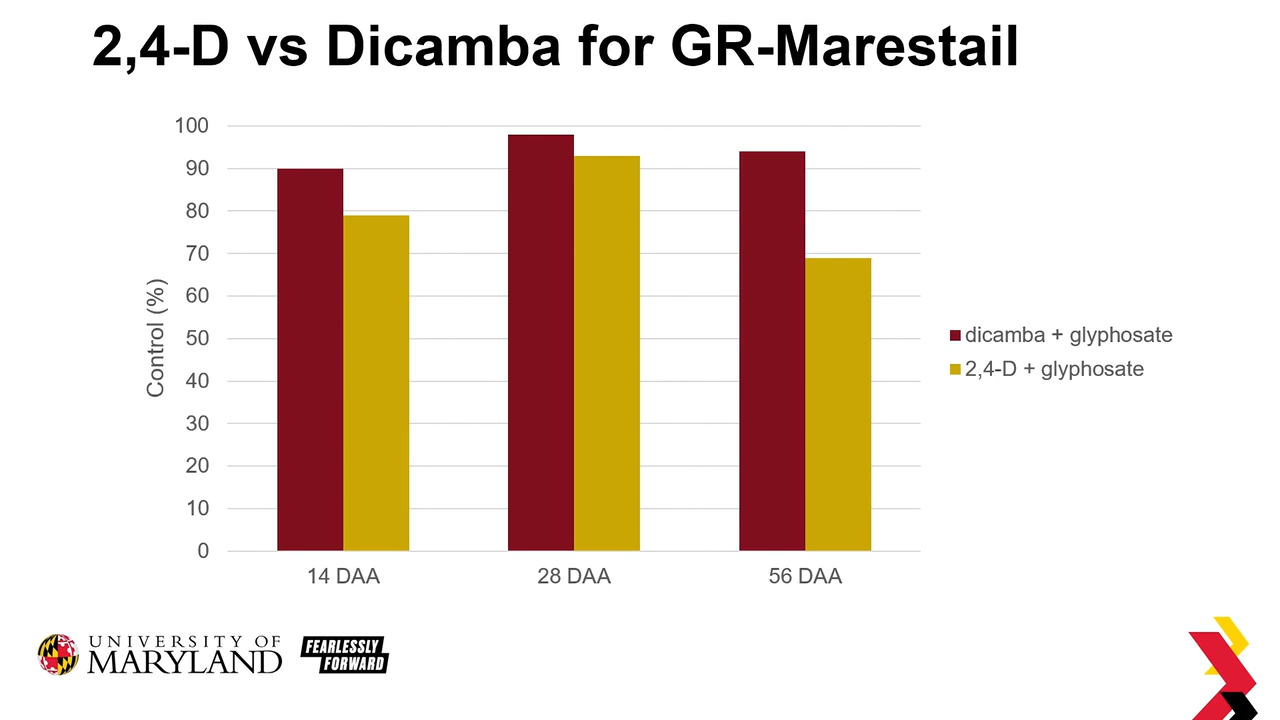 2,4-D vs Dicamba for GR-Marestail
100
90
80
70
60
50
40
30
20
10
0
Control (%)
14 DAA
28 DAA
56 DAA
dicamba + glyphosate
2,4-D + glyphosate
UNIVERSITY OF
MARYLAND
FEARLESSLY
FORWARD